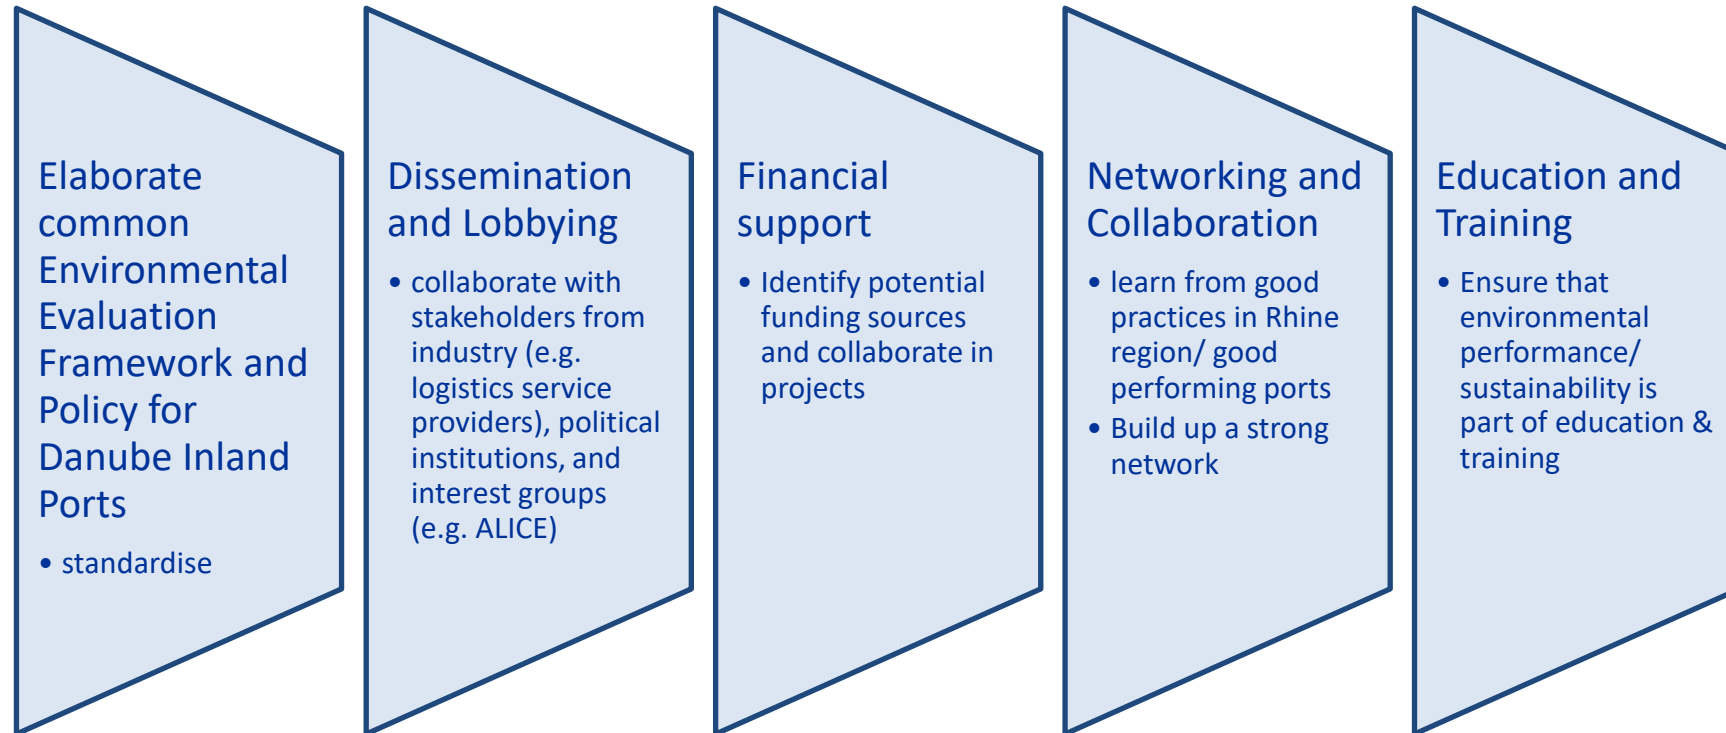 Elaborate
common
Environmental
Evaluation
Framework and
Policy for
Danube Inland
Ports
• standardise
Dissemination
and Lobbying
• collaborate with
stakeholders from
industry (e.g.
logistics service
providers), political
institutions, and
interest groups
(e.g. ALICE)
Financial
support
• Identify potential
funding sources
and collaborate in
projects
Networking and
Collaboration
• learn from good
practices in Rhine
region/ good
performing ports
• Build up a strong
network
Education and
Training
• Ensure that
environmental
performance/
sustainability is
part of education &
training